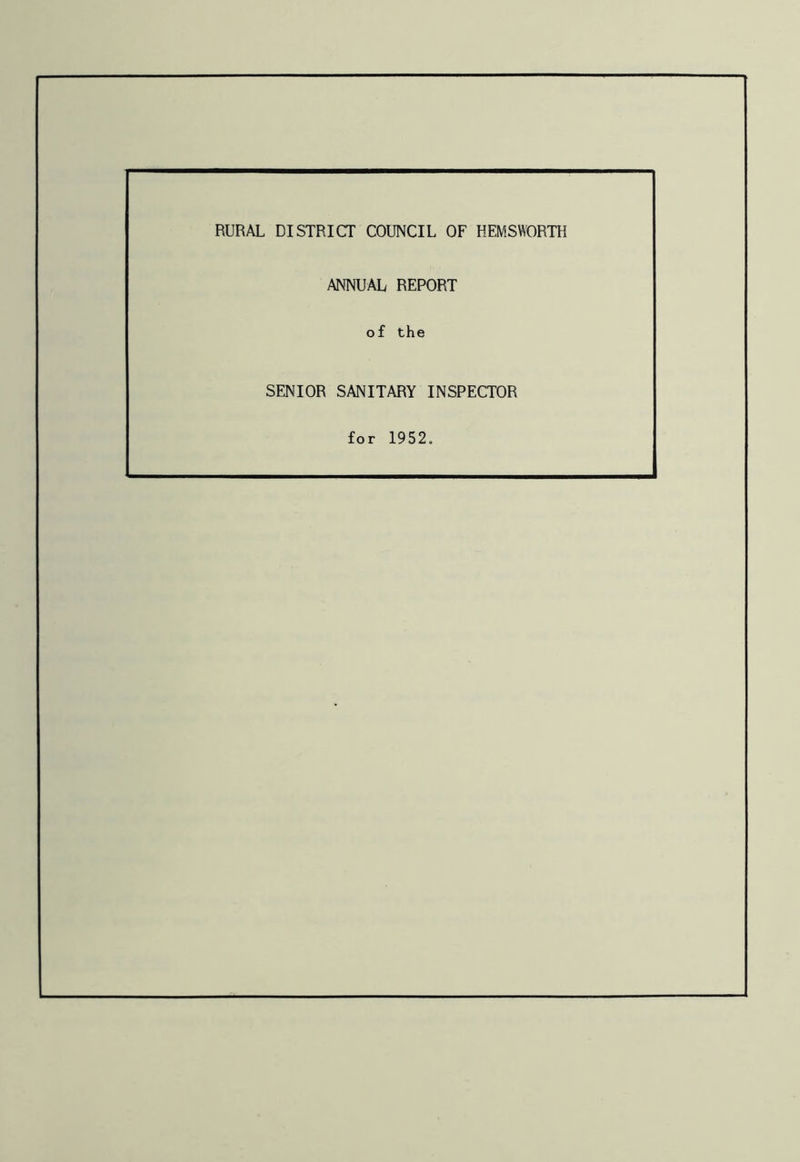 RURAL DISTRICT COUNCIL OF HEMSWORTH
ANNUAL REPORT
of the
SENIOR SANITARY INSPECTOR
for 1952.